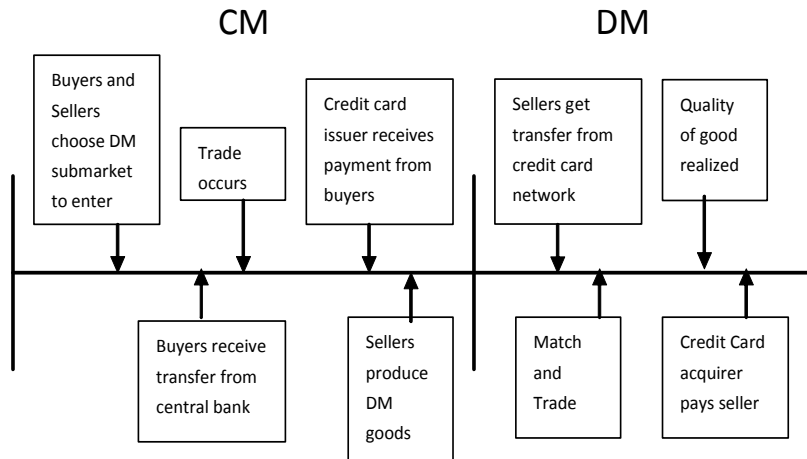 CM
DM
Buyers and
Sellers
choose DM
submarket
to enter
Trade
occurs
Credit card
issuer receives
payment from
buyers
Sellers get
transfer from
credit card
network
Quality
of good
realized
Buyers receive
transfer from
central bank
Sellers
produce
DM
goods
Match
and
Trade
Credit Card
acquirer
pays seller